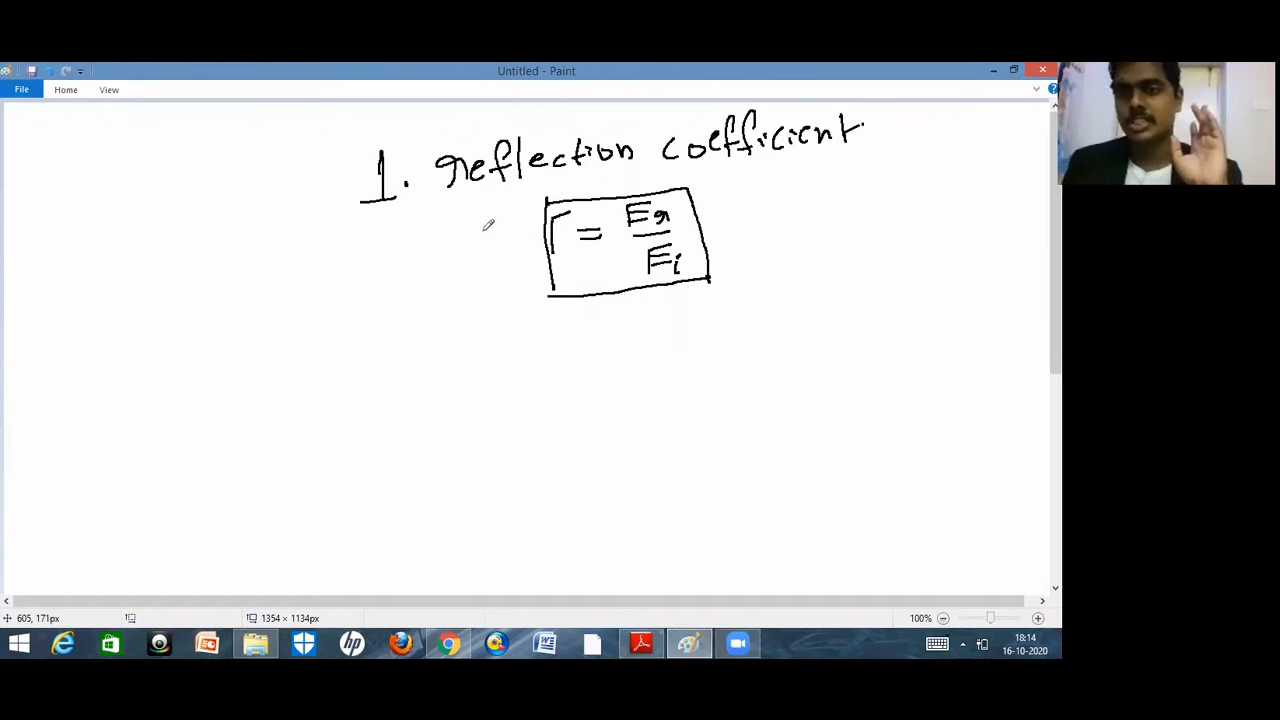 Untitled - Paint
File Home View
1. reflection coefficient.
Γ = Er
Ei
605, 171px
1354 × 1134px
100%
hp
18:14
16-10-2020